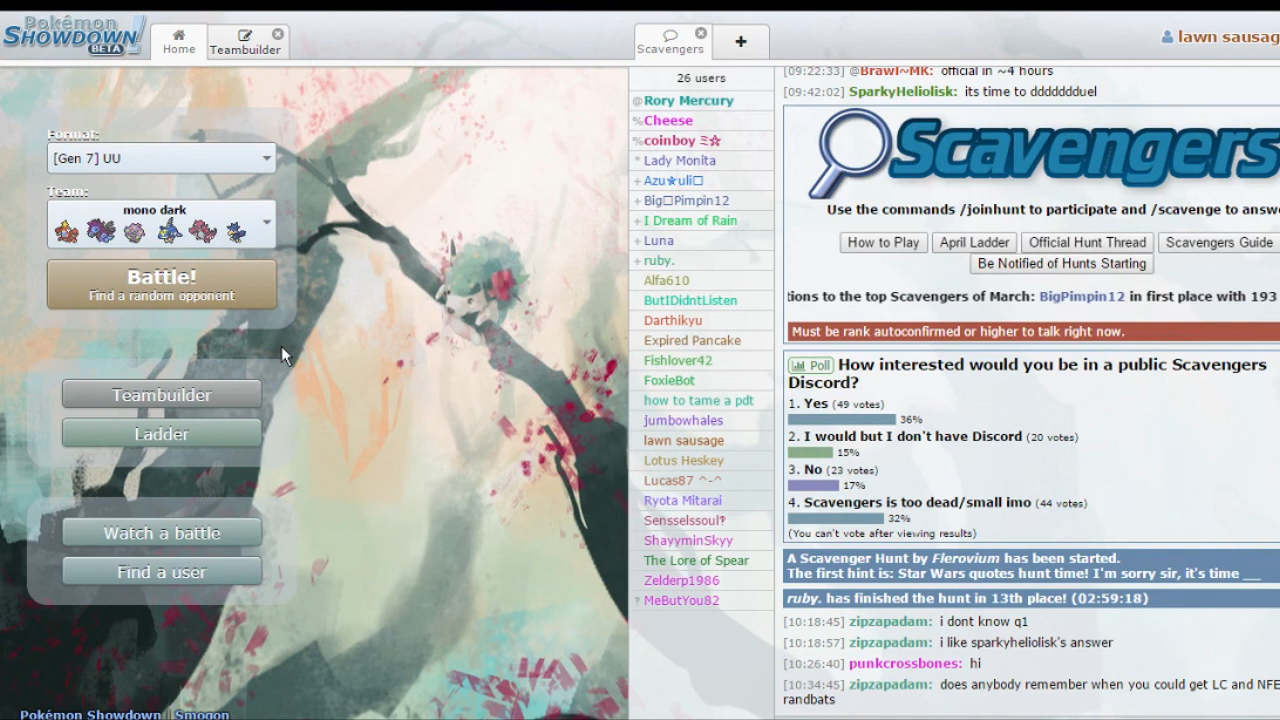 Pokémon
SHOWDOWN!
BETA
Home
Teambuilder
Scavengers
+
lawn sausag
Format:
[Gen 7] UU
Team:
mono dark
Battle!
Find a random opponent
Teambuilder
Ladder
Watch a battle
Find a user
Pokémon Showdown | Smogon
26 users
@Rory Mercury
%Cheese
%coinboy ミ☆
* Lady Monita
+ Azu★uli□
+ Big□Pimpin12
+ I Dream of Rain
+ Luna
+ ruby.
Alfa610
ButIDidntListen
Darthikyu
Expired Pancake
Fishlover42
FoxieBot
how to tame a pdt
jumbowhales
lawn sausage
Lotus Heskey
Lucas87 ^-^
Ryota Mitarai
Sensselssoul‽
ShayyminSkyy
The Lore of Spear
Zelderp1986
? MeButYou82
[09:22:33] @Brawl~MK: official in ~4 hours
[09:42:02] SparkyHeliolisk: its time to ddddddduel
Scavengers
Use the commands /joinhunt to participate and /scavenge to answe
How to Play
April Ladder
Official Hunt Thread
Scavengers Guide
Be Notified of Hunts Starting
tions to the top Scavengers of March: BigPimpin12 in first place with 193
Must be rank autoconfirmed or higher to talk right now.
Poll How interested would you be in a public Scavengers
Discord?
1. Yes (49 votes)
36%
2. I would but I don't have Discord (20 votes)
15%
3. No (23 votes)
17%
4. Scavengers is too dead/small imo (44 votes)
32%
(You can't vote after viewing results)
A Scavenger Hunt by Flerovium has been started.
The first hint is: Star Wars quotes hunt time! I'm sorry sir, it's time ___
ruby. has finished the hunt in 13th place! (02:59:18)
[10:18:45] zipzapadam: i dont know q1
[10:18:57] zipzapadam: i like sparkyheliolisk's answer
[10:26:40] punkcrossbones: hi
[10:34:45] zipzapadam: does anybody remember when you could get LC and NFE
randbats